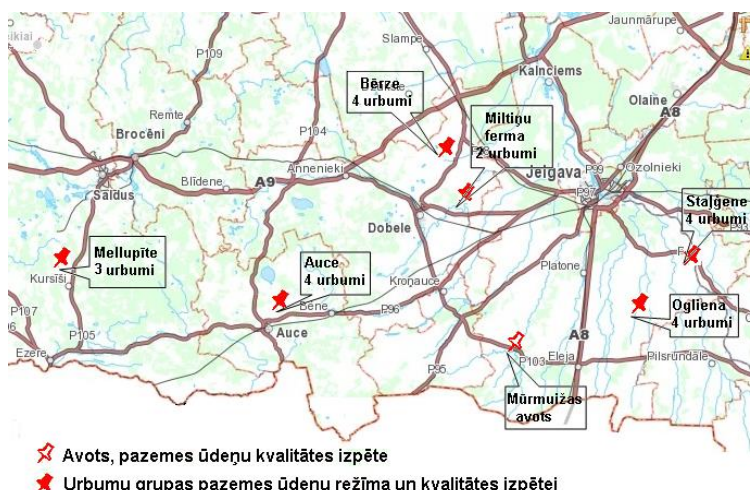 Jaunmārupe
Slampe
P109
Bērze
4 urbumi
Kalnciems
Olaine
A8
Remte
P104
Miltiņu
ferma
2 urbumi
Brocēni
Annenieki
Jelgava
P99
Ozolnieki
Saldus
Blīdene
A9
P97
Staļģene
4 urbumi
Dobele
Mellupīte
3 urbumi
Auce
4 urbumi
Platone
Kursīši
Kroņauce
Ogliena
4 urbumi
P107
Bēne
P96
P105
Auce
A8
Ezere
P103
Eleja
Pilsrundāle
P95
Mūrmuižas
avots
Avots, pazemes ūdeņu kvalitātes izpēte
Urbumu grupas pazemes ūdeņu režīma un kvalitātes izpētei